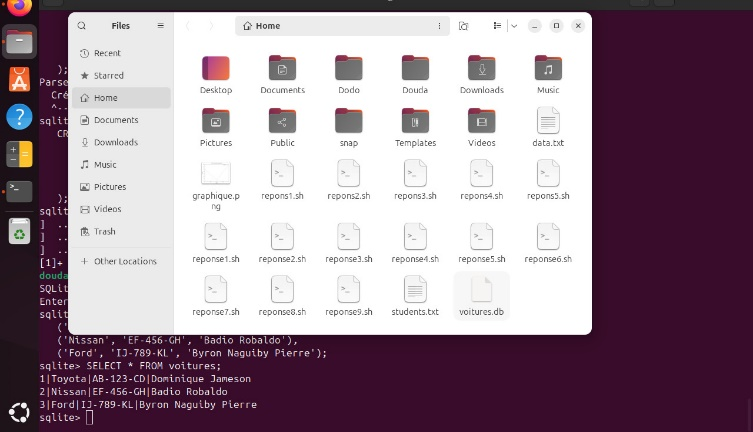 Files
Home
Recent
Starred
Home
Documents
Downloads
Music
Pictures
Videos
Trash
Other Locations
Desktop
Documents
Dodo
Douda
Downloads
Music
Pictures
Public
snap
Templates
Videos
data.txt
graphique.p
ng
repons1.sh
repons2.sh
repons3.sh
repons4.sh
repons5.sh
reponse1.sh
reponse2.sh
reponse3.sh
reponse4.sh
reponse5.sh
reponse6.sh
reponse7.sh
reponse8.sh
reponse9.sh
students.txt
voitures.db
);
Parse
Cré
^--
sqlit
CR
);
sqlit
] ..
] ..
] ..
[1]+
douda
SQLit
Enter
sqlit
('
('Nissan', 'EF-456-GH', 'Badio Robaldo'),
('Ford', 'IJ-789-KL', 'Byron Naguiby Pierre');
sqlite> SELECT * FROM voitures;
1|Toyota|AB-123-CD|Dominique Jameson
2|Nissan|EF-456-GH|Badio Robaldo
3|Ford|IJ-789-KL|Byron Naguiby Pierre
sqlite>